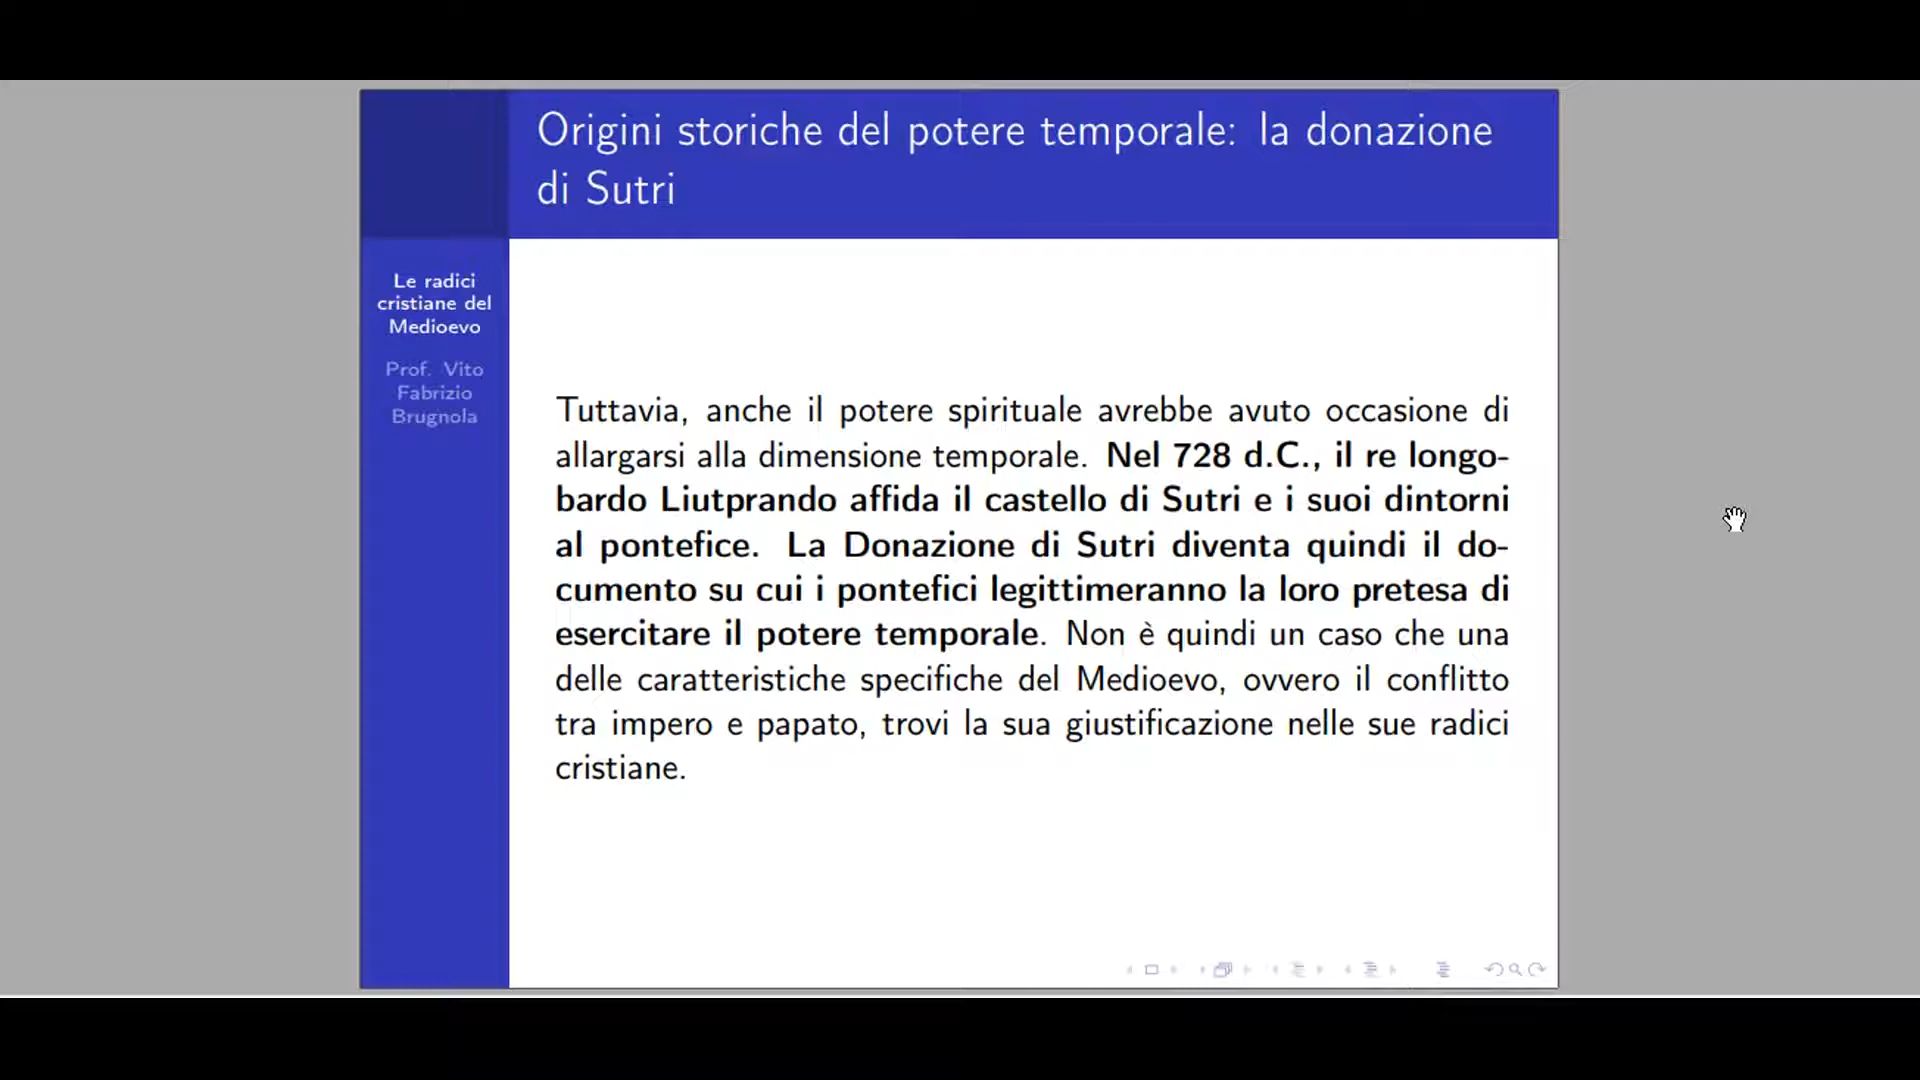 Origini storiche del potere temporale: la donazione
di Sutri
Le radici
cristiane del
Medioevo
Prof. Vito
Fabrizio
Brugnola
Tuttavia, anche il potere spirituale avrebbe avuto occasione di
allargarsi alla dimensione temporale. Nel 728 d.C., il re longo-
bardo Liutprando affida il castello di Sutri e i suoi dintorni
al pontefice. La Donazione di Sutri diventa quindi il do-
cumento su cui i pontefici legittimeranno la loro pretesa di
esercitare il potere temporale. Non è quindi un caso che una
delle caratteristiche specifiche del Medioevo, ovvero il conflitto
tra impero e papato, trovi la sua giustificazione nelle sue radici
cristiane.